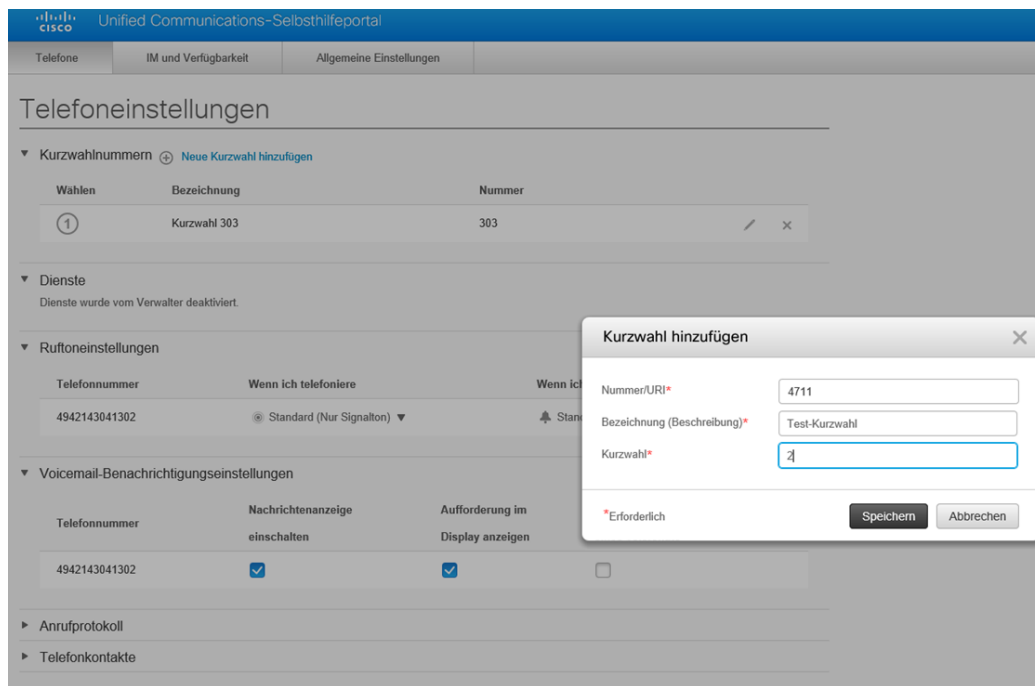 cisco Unified Communications-Selbsthilfeportal
Telefone IM und Verfügbarkeit Allgemeine Einstellungen
Telefoneinstellungen
Kurzwahlnummern Neue Kurzwahl hinzufügen
Wählen Bezeichnung Nummer
1 Kurzwahl 303 303
Dienste
Dienste wurde vom Verwalter deaktiviert.
Ruftoneinstellungen
Telefonnummer Wenn ich telefoniere Wenn
4942143041302 Standard (Nur Signalton)
Voicemail-Benachrichtigungseinstellungen
Telefonnummer Nachrichtenanzeige einschalten Aufforderung im Display anzeigen
4942143041302
Anrufprotokoll
Telefonkontakte
Kurzwahl hinzufügen
Nummer/URI* 4711
Bezeichnung (Beschreibung)* Test-Kurzwahl
Kurzwahl* 2
*Erforderlich Speichern Abbrechen